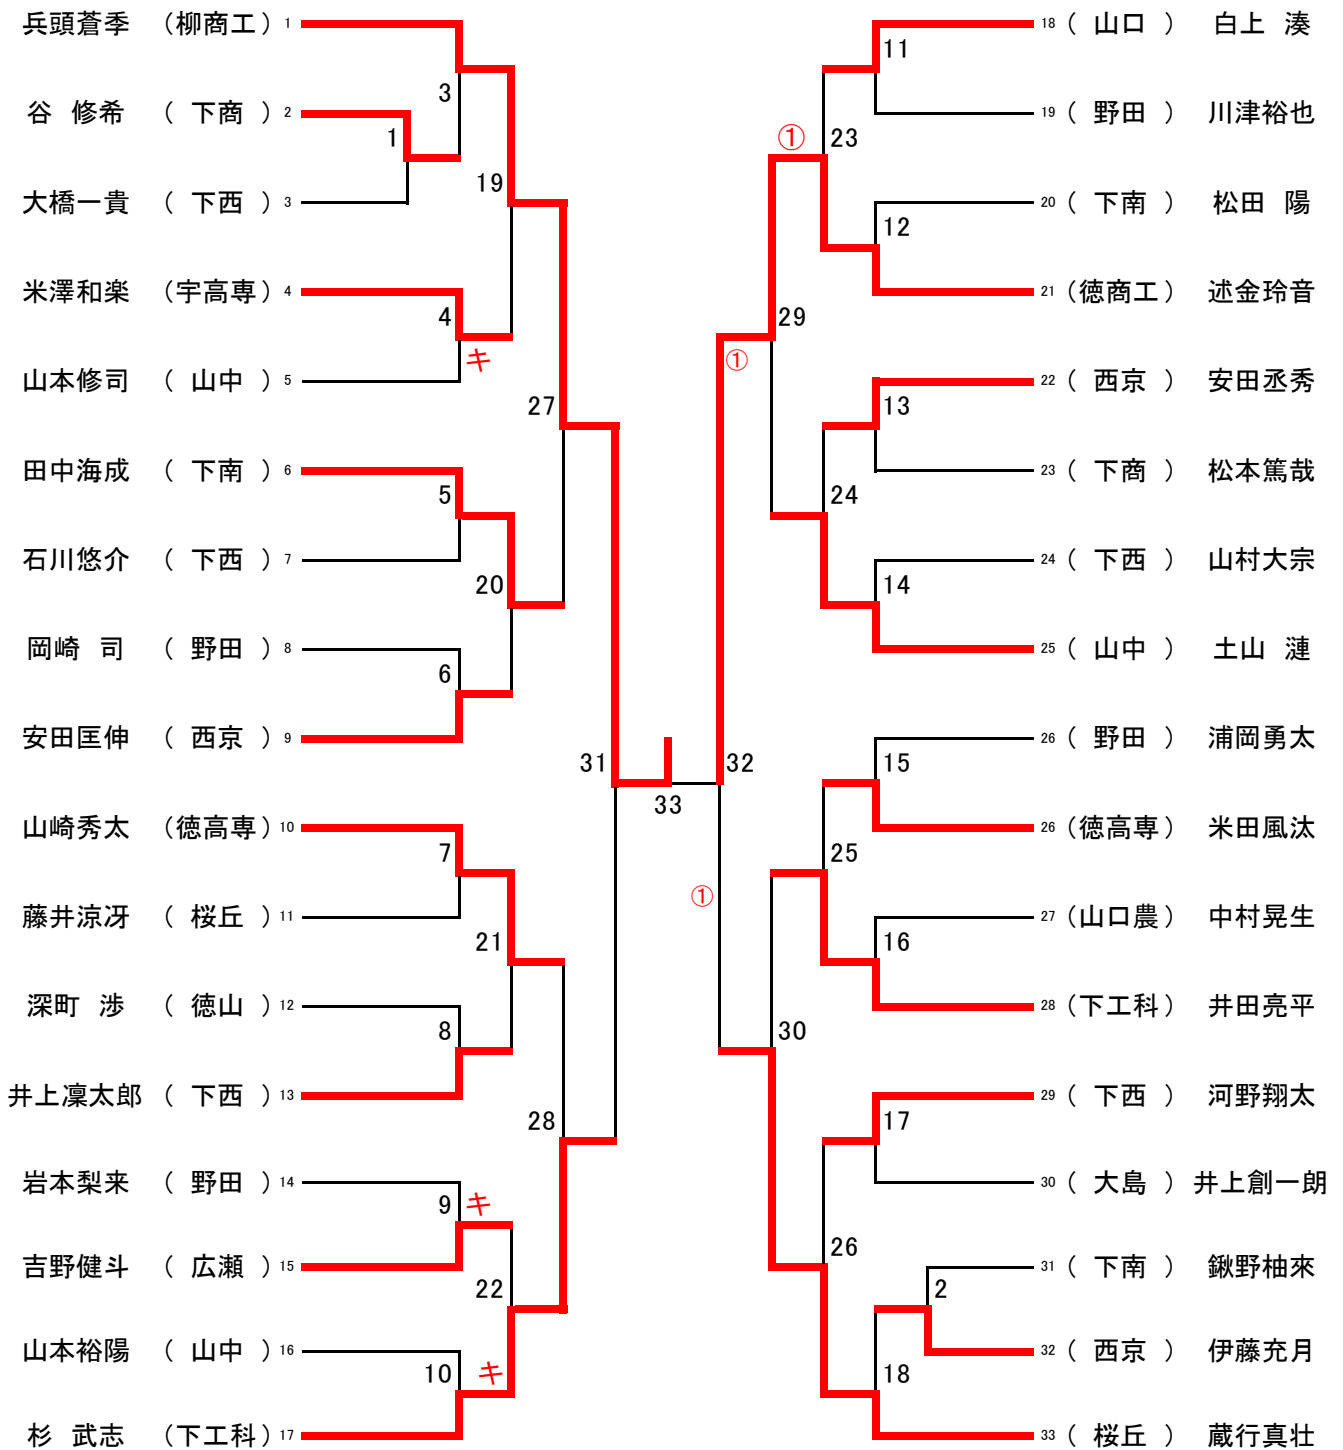 兵頭蒼季 （柳商工） 1
谷 修希 （ 下商 ） 2
大橋一貴 （ 下西 ） 3
米澤和楽 （宇高専） 4
山本修司 （ 山中 ） 5
田中海成 （ 下南 ） 6
石川悠介 （ 下西 ） 7
岡崎 司 （ 野田 ） 8
安田匡伸 （ 西京 ） 9
山崎秀太 （徳高専） 10
藤井涼冴 （ 桜丘 ） 11
深町 渉 （ 徳山 ） 12
井上凜太郎 （ 下西 ） 13
岩本梨来 （ 野田 ） 14
吉野健斗 （ 広瀬 ） 15
山本裕陽 （ 山中 ） 16
杉 武志 （下工科） 17
1
3
4
キ
5
6
7
8
9
キ
10
キ
19
20
21
22
27
28
31
33
32
①
①
①
29
30
23
24
25
26
11
12
13
14
15
16
17
2
18
18 （ 山口 ） 白上 湊
19 （ 野田 ） 川津裕也
20 （ 下南 ） 松田 陽
21 （徳商工） 述金玲音
22 （ 西京 ） 安田丞秀
23 （ 下商 ） 松本篤哉
24 （ 下西 ） 山村大宗
25 （ 山中 ） 土山 漣
26 （ 野田 ） 浦岡勇太
26 （徳高専） 米田風汰
27 （山口農） 中村晃生
28 （下工科） 井田亮平
29 （ 下西 ） 河野翔太
30 （ 大島 ） 井上創一朗
31 （ 下南 ） 鍬野柚來
32 （ 西京 ） 伊藤充月
33 （ 桜丘 ） 蔵行真壮